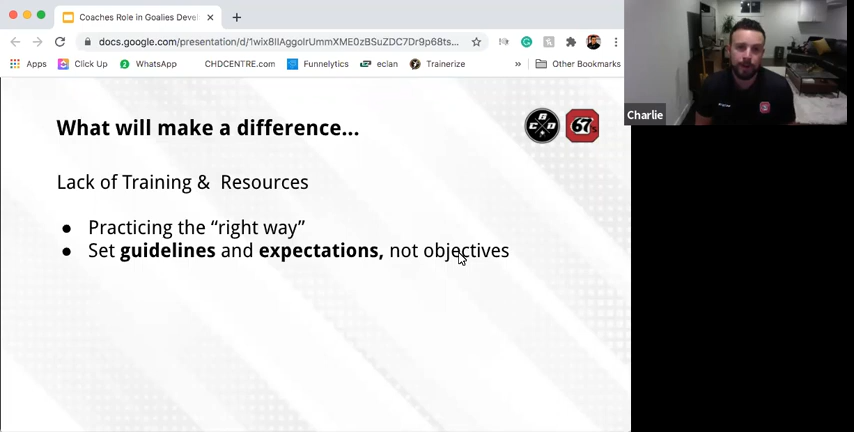 Coaches Role in Goalies Devel
docs.google.com/presentation/d/1wix8IIAggolrUmmXME0zBSuZDC7Dr9p68ts...
Apps Click Up WhatsApp CHDCENTRE.com Funnelytics eclan Trainerize » Other Bookmarks
Charlie
What will make a difference...
67's
Lack of Training & Resources
● Practicing the “right way”
● Set guidelines and expectations, not objectives